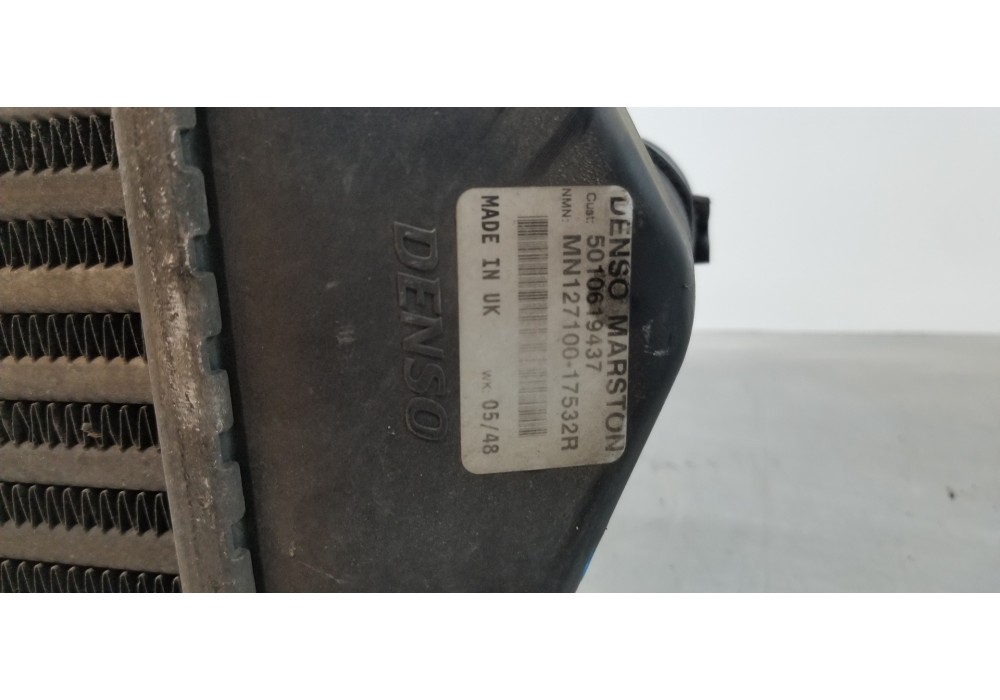 DENSO
DENSO MARSTON
Cust: 5010619437
NMN: MN127100-17532R
MADE IN UK WK. 05/48